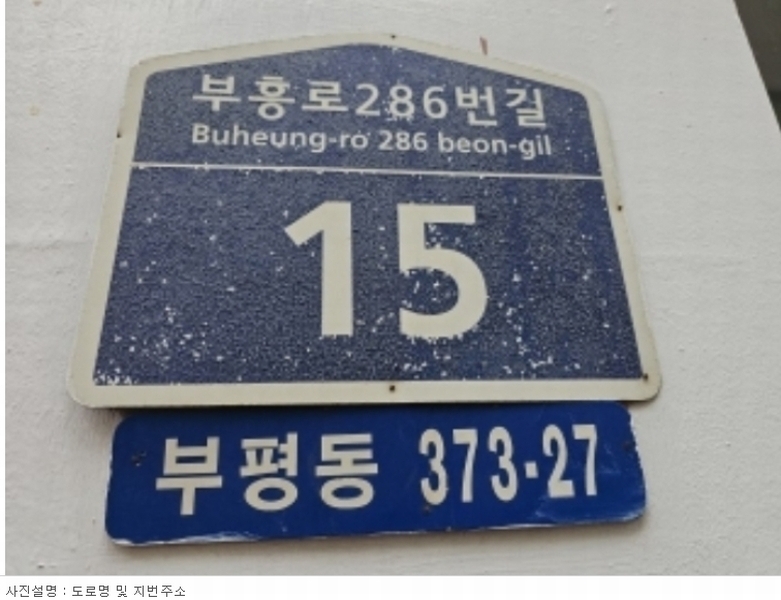 부흥로286번길
Buheung-ro 286 beon-gil
15
부평동 373-27
사진설명 : 도로명 및 지번주소